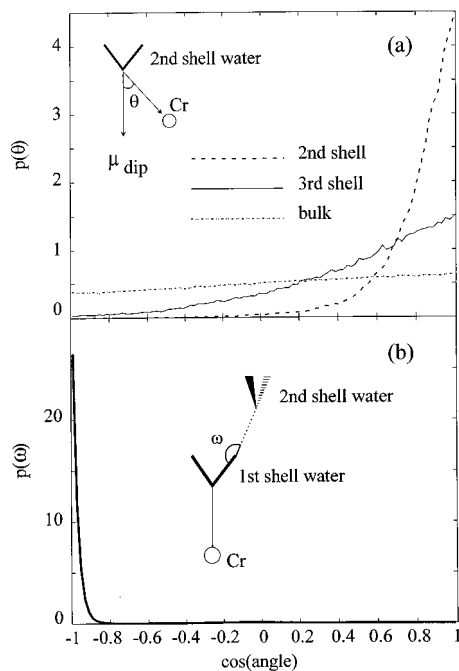 (a)
5
4
3
2
1
0
p(θ)
2nd shell water
Cr
θ
μ dip
2nd shell
3rd shell
bulk
(b)
20
10
0
p(ω)
2nd shell water
ω
1st shell water
Cr
-1 -0.8 -0.6 -0.4 -0.2 0 0.2 0.4 0.6 0.8 1
cos(angle)